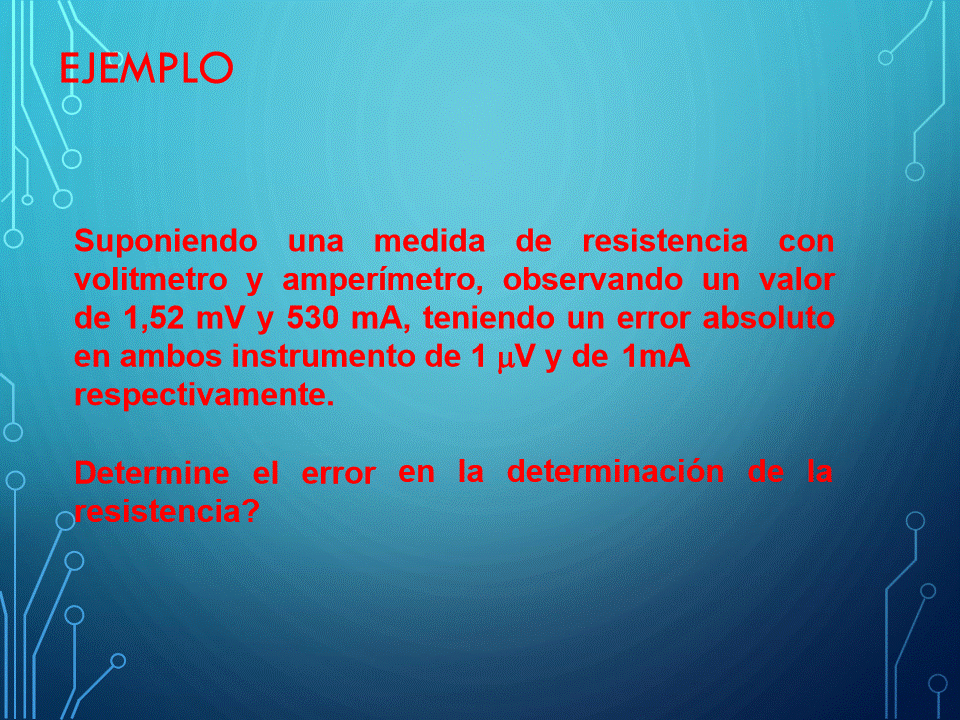 EJEMPLO
Suponiendo una medida de resistencia con
volitmetro y amperímetro, observando un valor
de 1,52 mV y 530 mA, teniendo un error absoluto
en ambos instrumento de 1 μV y de 1mA
respectivamente.
Determine el error en la determinación de la
resistencia?